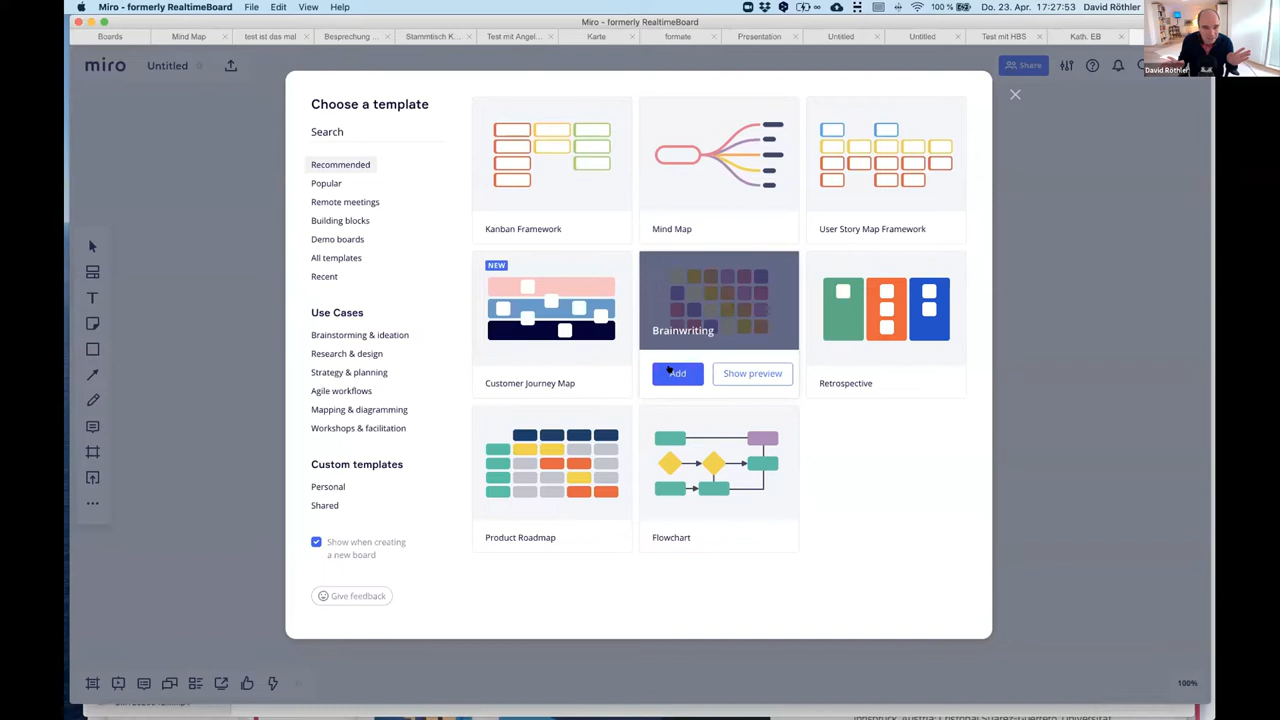 Miro - formerly RealtimeBoard File Edit View Help 100 % Do. 23. Apr. 17:27:53 David Röthler
Miro - formerly RealtimeBoard
Boards Mind Map test ist das mal Besprechung ... Stammtisch K... Test mit Angel... Karte formate Presentation Untitled Untitled Test mit HBS Kath. EB
miro Untitled Share
David Röthler
Choose a template
Search
Recommended
Popular
Remote meetings
Building blocks
Demo boards
All templates
Recent
Use Cases
Brainstorming & ideation
Research & design
Strategy & planning
Agile workflows
Mapping & diagramming
Workshops & facilitation
Custom templates
Personal
Shared
Show when creating
a new board
Give feedback
Kanban Framework
Mind Map
User Story Map Framework
NEW
Customer Journey Map
Brainwriting
Add
Show preview
Retrospective
Product Roadmap
Flowchart
100%